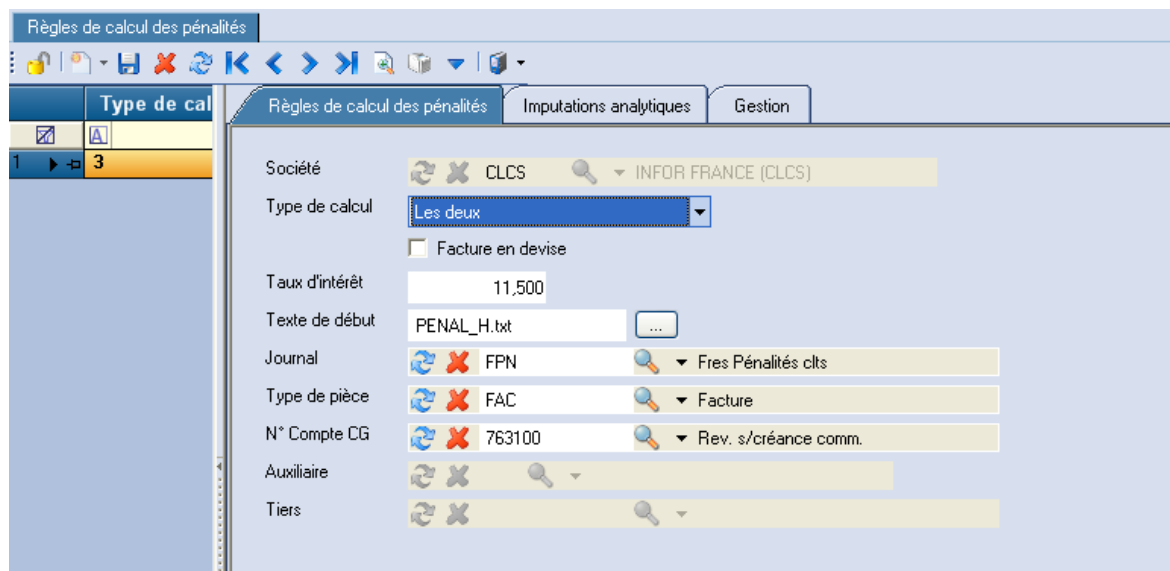 Règles de calcul des pénalités
Type de cal
A
1 3
Règles de calcul des pénalités Imputations analytiques Gestion
Société CLCS INFOR FRANCE (CLCS)
Type de calcul Les deux
Facture en devise
Taux d'intérêt 11,500
Texte de début PENAL_H.txt ...
Journal FPN Fres Pénalités clts
Type de pièce FAC Facture
N° Compte CG 763100 Rev. s/créance comm.
Auxiliaire
Tiers